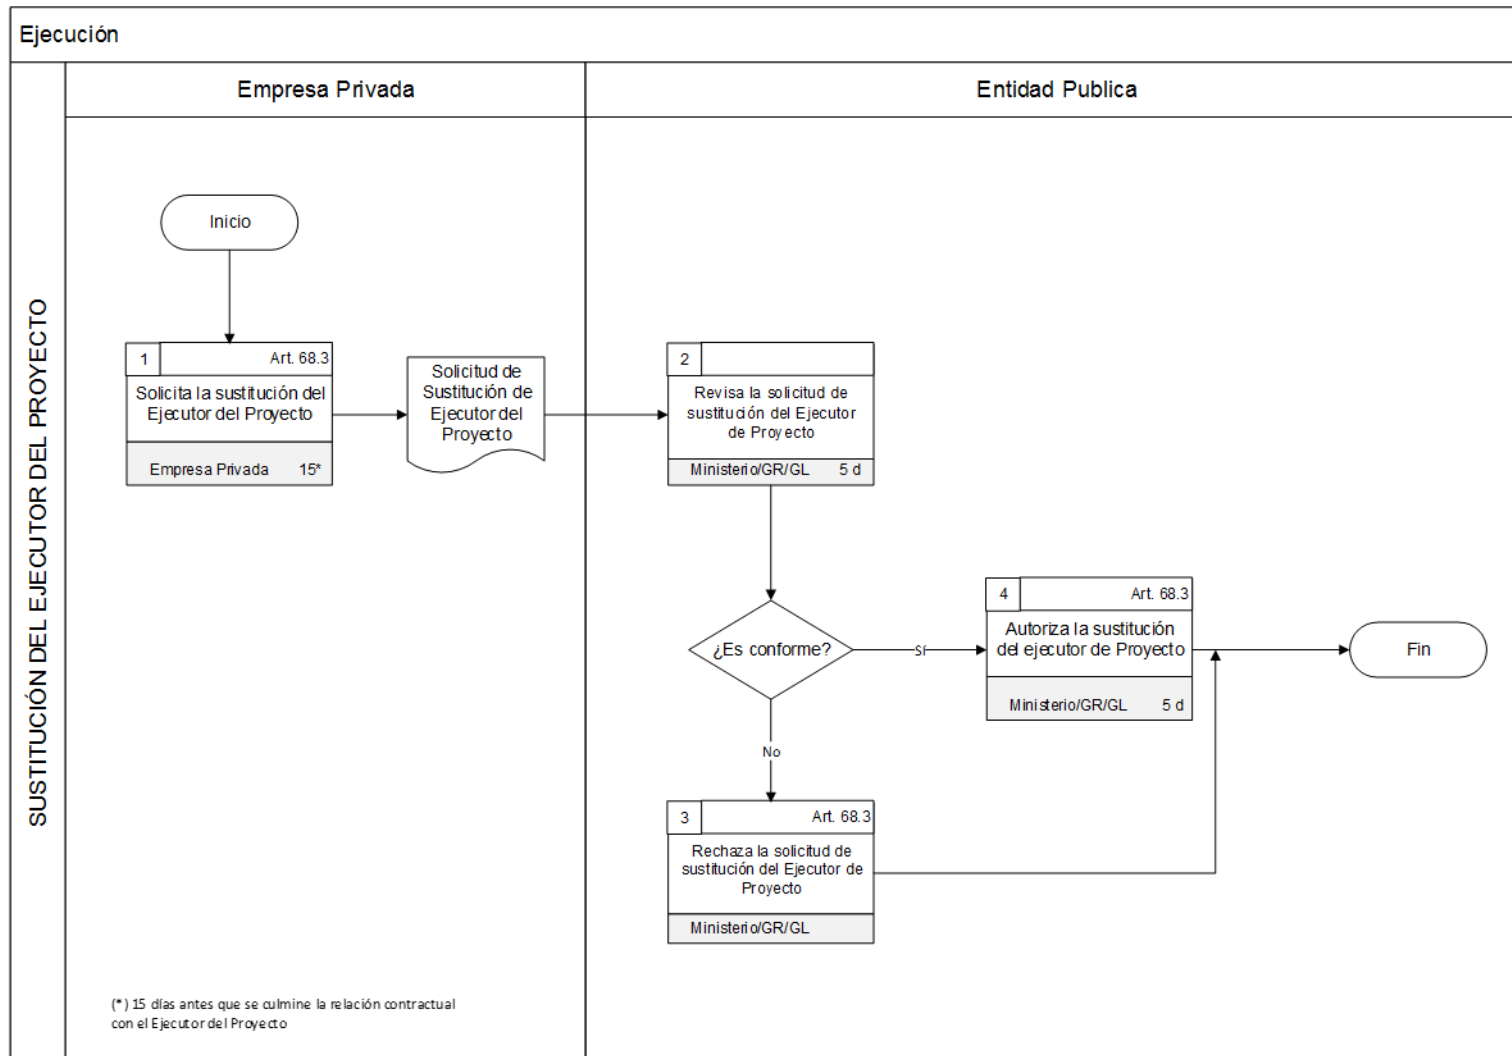 Ejecución
SUSTITUCIÓN DEL EJECUTOR DEL PROYECTO
Empresa Privada
Entidad Publica
Inicio
1
Art. 68.3
Solicita la sustitución del
Ejecutor del Proyecto
Empresa Privada 15*
Solicitud de
Sustitución de
Ejecutor del
Proyecto
2
Revisa la solicitud de
sustitución del Ejecutor
de Proyecto
Ministerio/GR/GL 5 d
¿Es conforme?
Sí
No
4
Art. 68.3
Autoriza la sustitución
del ejecutor de Proyecto
Ministerio/GR/GL 5 d
Fin
3
Art. 68.3
Rechaza la solicitud de
sustitución del Ejecutor de
Proyecto
Ministerio/GR/GL
(*) 15 días antes que se culmine la relación contractual
con el Ejecutor del Proyecto